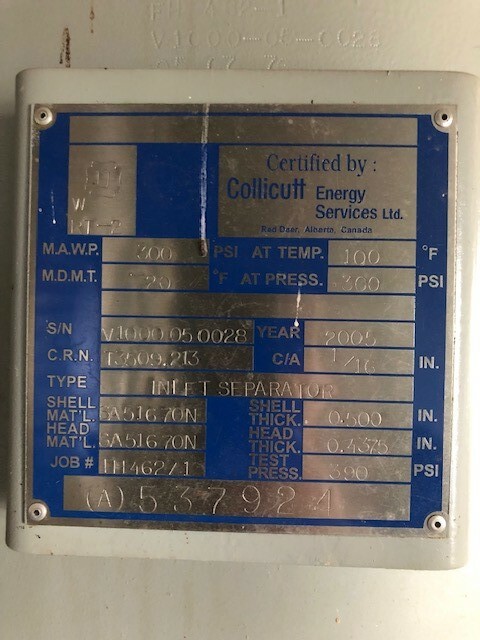 V1000-05-0028
Certified by :
Collicutt Energy
Services Ltd.
Red Deer, Alberta, Canada
W
RT-2
M.A.W.P. 300 PSI AT TEMP. 100 °F
M.D.M.T. -20 °F AT PRESS. 300 PSI
S/N V1000.05.0028 YEAR 2005
C.R.N. C/A 1/16 IN.
TYPE INLET SEPARATOR
SHELL MAT'L. SA516.70N SHELL THICK. 0.500 IN.
HEAD MAT'L. SA516.70N HEAD THICK. 0.4375 IN.
JOB # TEST PRESS. 390 PSI
(A) 537924